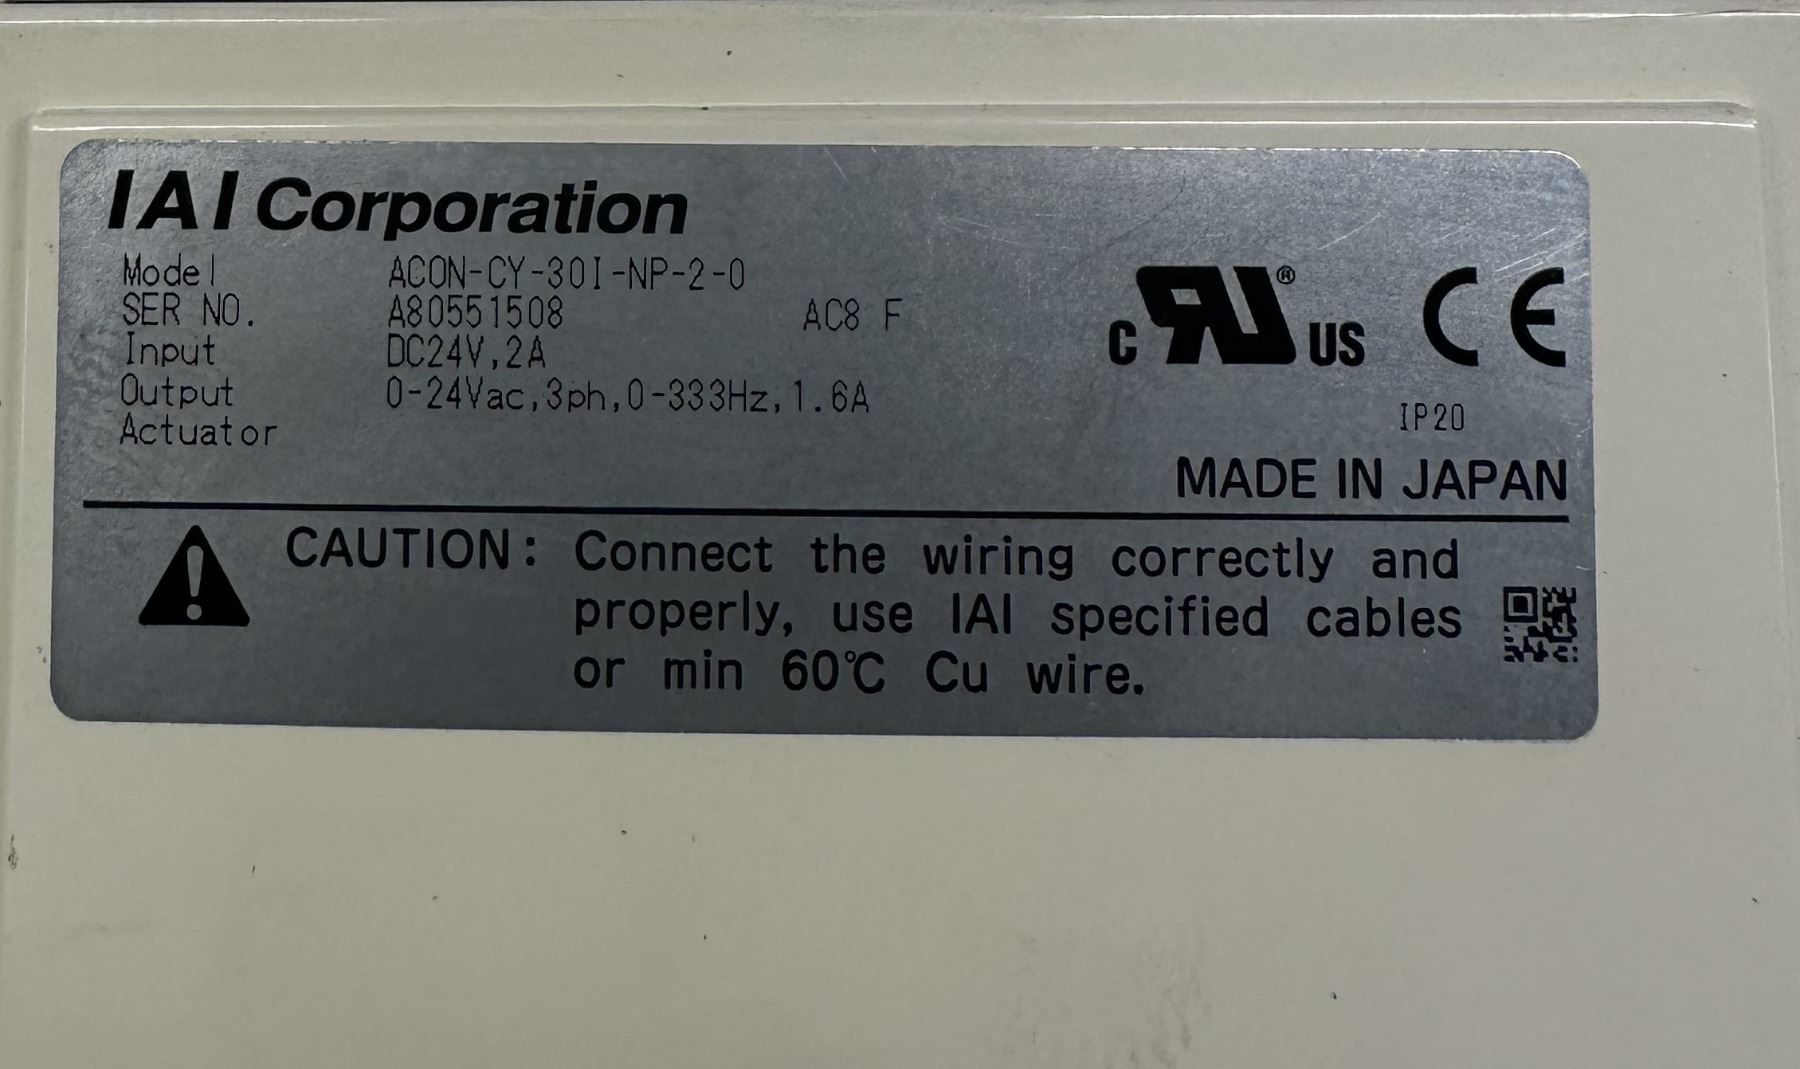 IAI Corporation
Model ACON-CY-30I-NP-2-0
SER NO. A80551508 AC8 F
Input DC24V,2A
Output 0-24Vac,3ph,0-333Hz,1.6A
Actuator
c RU® US CE
IP20
MADE IN JAPAN
CAUTION: Connect the wiring correctly and
properly, use IAI specified cables
or min 60℃ Cu wire.